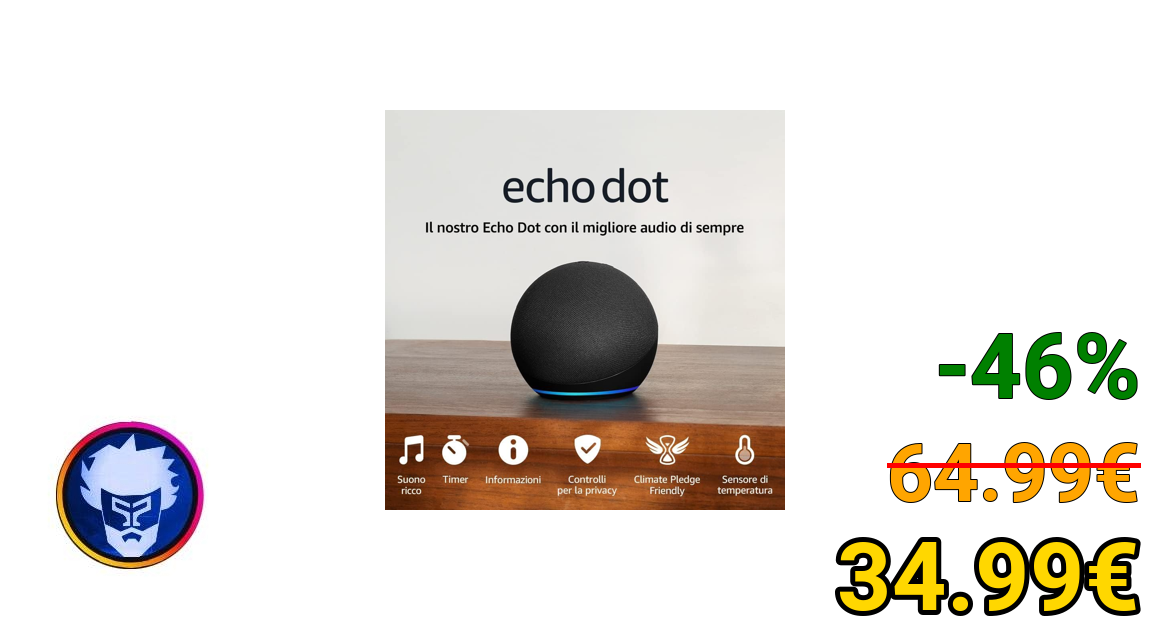 echo dot
Il nostro Echo Dot con il migliore audio di sempre
Suono
ricco
Timer
Informazioni
Controlli
per la privacy
Climate Pledge
Friendly
Sensore di
temperatura
-46%
64.99€
34.99€